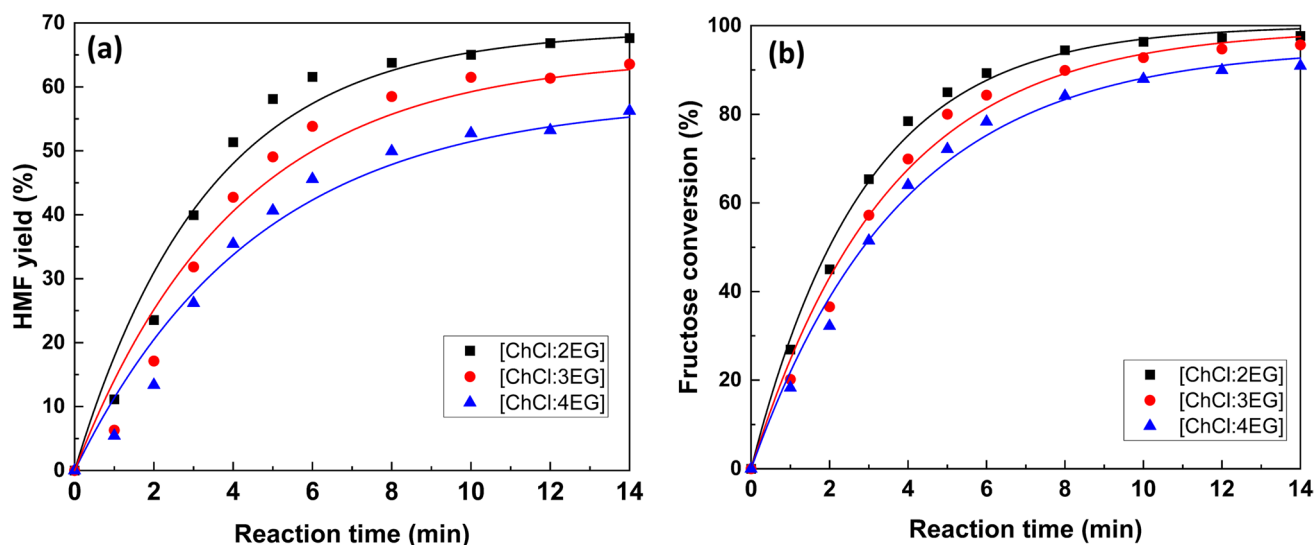 (a)
HMF yield (%)
70
60
50
40
30
20
10
0
0 2 4 6 8 10 12 14
Reaction time (min)
[ChCl:2EG]
[ChCl:3EG]
[ChCl:4EG]
(b)
Fructose conversion (%)
100
80
60
40
20
0
0 2 4 6 8 10 12 14
Reaction time (min)
[ChCl:2EG]
[ChCl:3EG]
[ChCl:4EG]